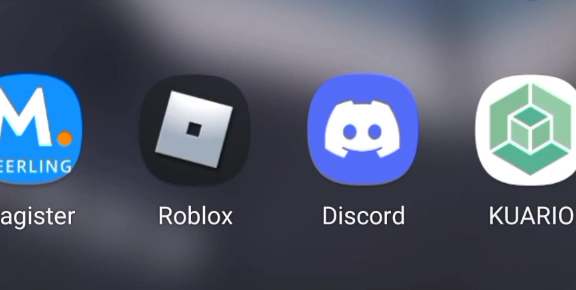 M.
EERLING
agister
Roblox
Discord
KUARIO